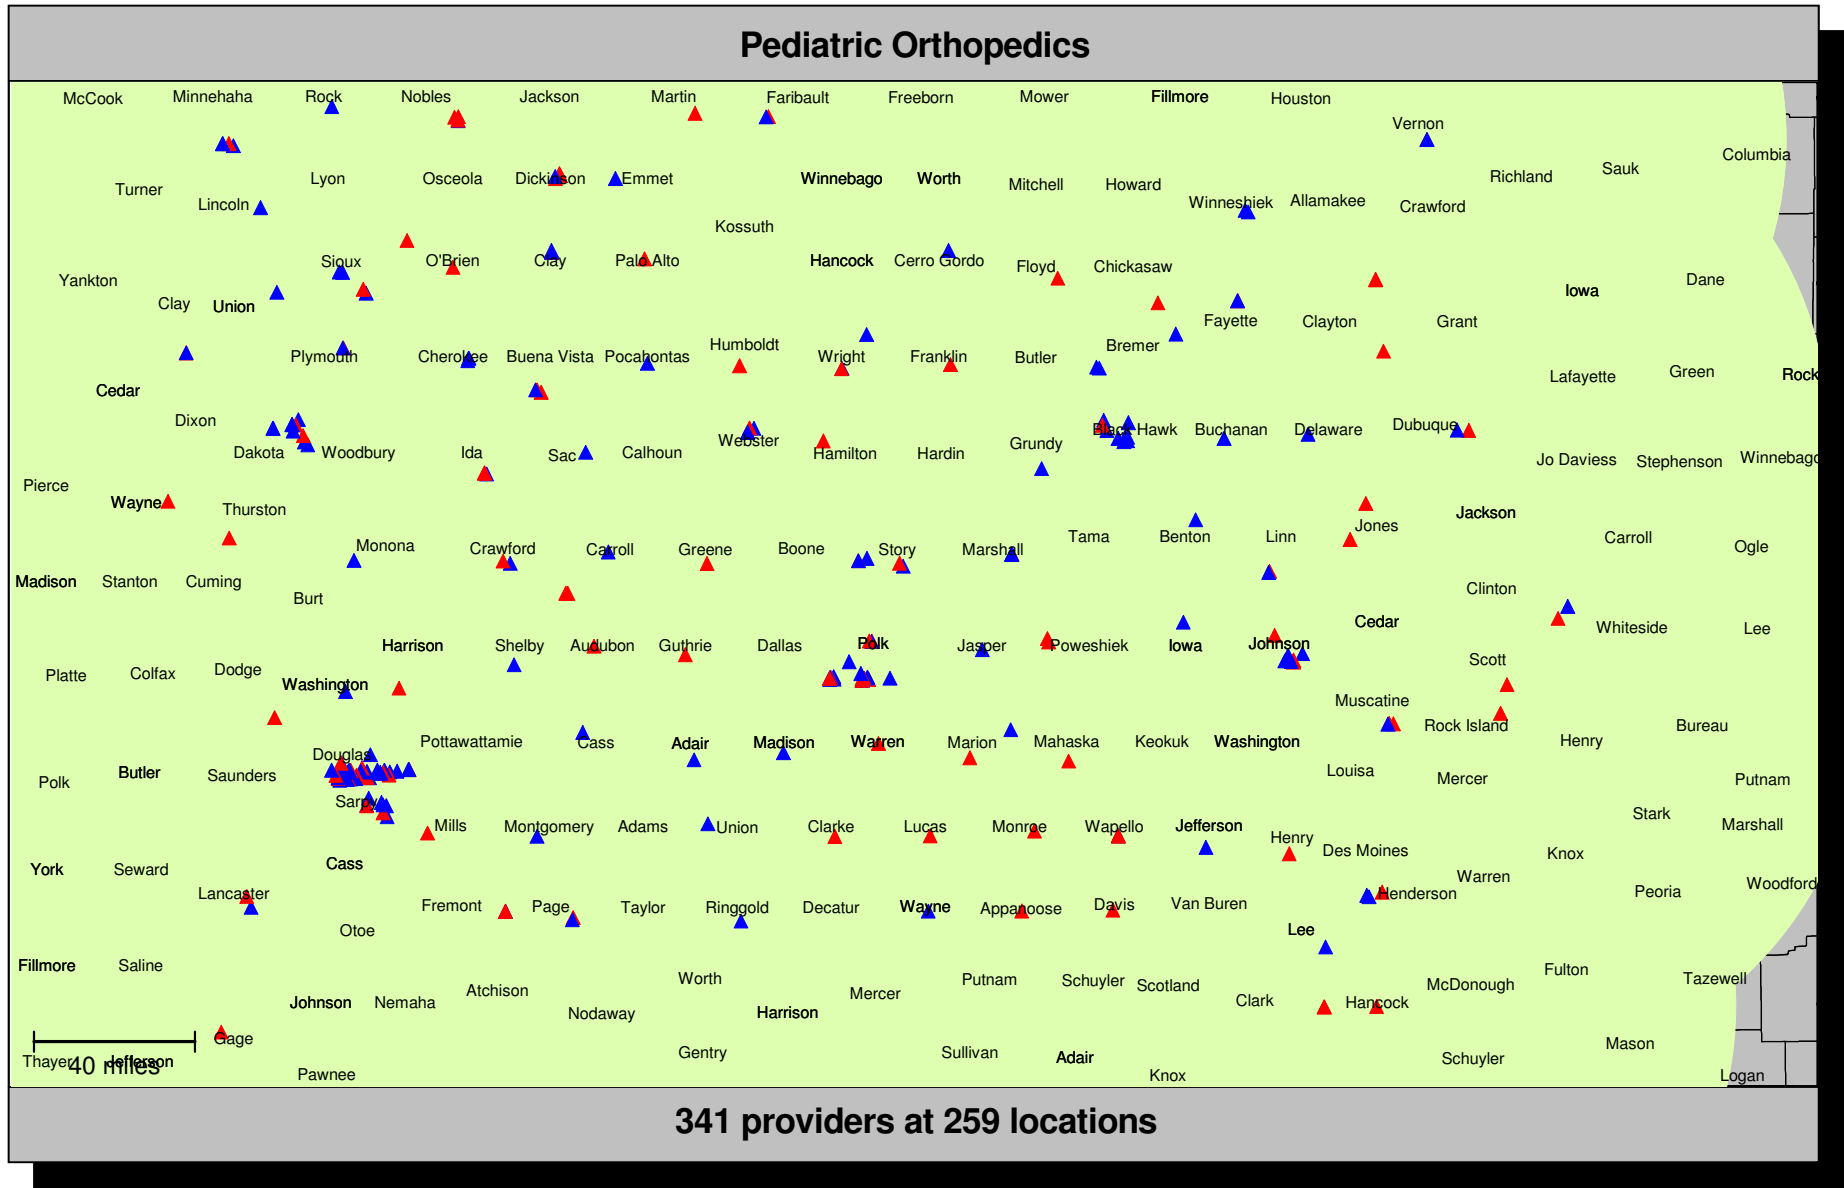 Pediatric Orthopedics
McCook Minnehaha Rock Nobles Jackson Martin Faribault Freeborn Mower Fillmore Houston
Vernon
Columbia
Turner Lyon Osceola Dickinson Emmet Winnebago Worth Mitchell Howard Richland Sauk
Lincoln Winneshiek Allamakee Crawford
Kossuth
Yankton Sioux O'Brien Clay Palo Alto Hancock Cerro Gordo Floyd Chickasaw Dane
Clay Union Iowa
Fayette Clayton Grant
Plymouth Cherokee Buena Vista Pocahontas Humboldt Wright Franklin Butler Bremer
Cedar Lafayette Green Rock
Dixon Webster Black Hawk Buchanan Delaware Dubuque
Dakota Woodbury Ida Sac Calhoun Hamilton Hardin Grundy Jo Daviess Stephenson Winnebago
Pierce
Wayne Thurston Jackson
Monona Crawford Carroll Greene Boone Story Marshall Tama Benton Linn Jones Carroll Ogle
Madison Stanton Cuming Clinton
Burt
Harrison Shelby Audubon Guthrie Dallas Polk Jasper Poweshiek Iowa Johnson Cedar Whiteside Lee
Platte Colfax Dodge Scott
Washington Muscatine
Pottawattamie Cass Adair Madison Warren Marion Mahaska Keokuk Washington Rock Island Henry Bureau
Douglas
Polk Butler Saunders Louisa Mercer Putnam
Sarpy
Mills Montgomery Adams Union Clarke Lucas Monroe Wapello Jefferson Henry Stark Marshall
York Seward Cass Des Moines Knox
Lancaster Warren Henderson Peoria Woodford
Fremont Page Taylor Ringgold Decatur Wayne Appanoose Davis Van Buren
Otoe Lee
Fillmore Saline Worth Putnam Schuyler Scotland McDonough Fulton Tazewell
Johnson Nemaha Atchison Nodaway Harrison Mercer Clark Hancock
Gage Gentry Sullivan Adair Schuyler Mason
Thayer Jefferson
40 miles
Pawnee Knox Logan
341 providers at 259 locations